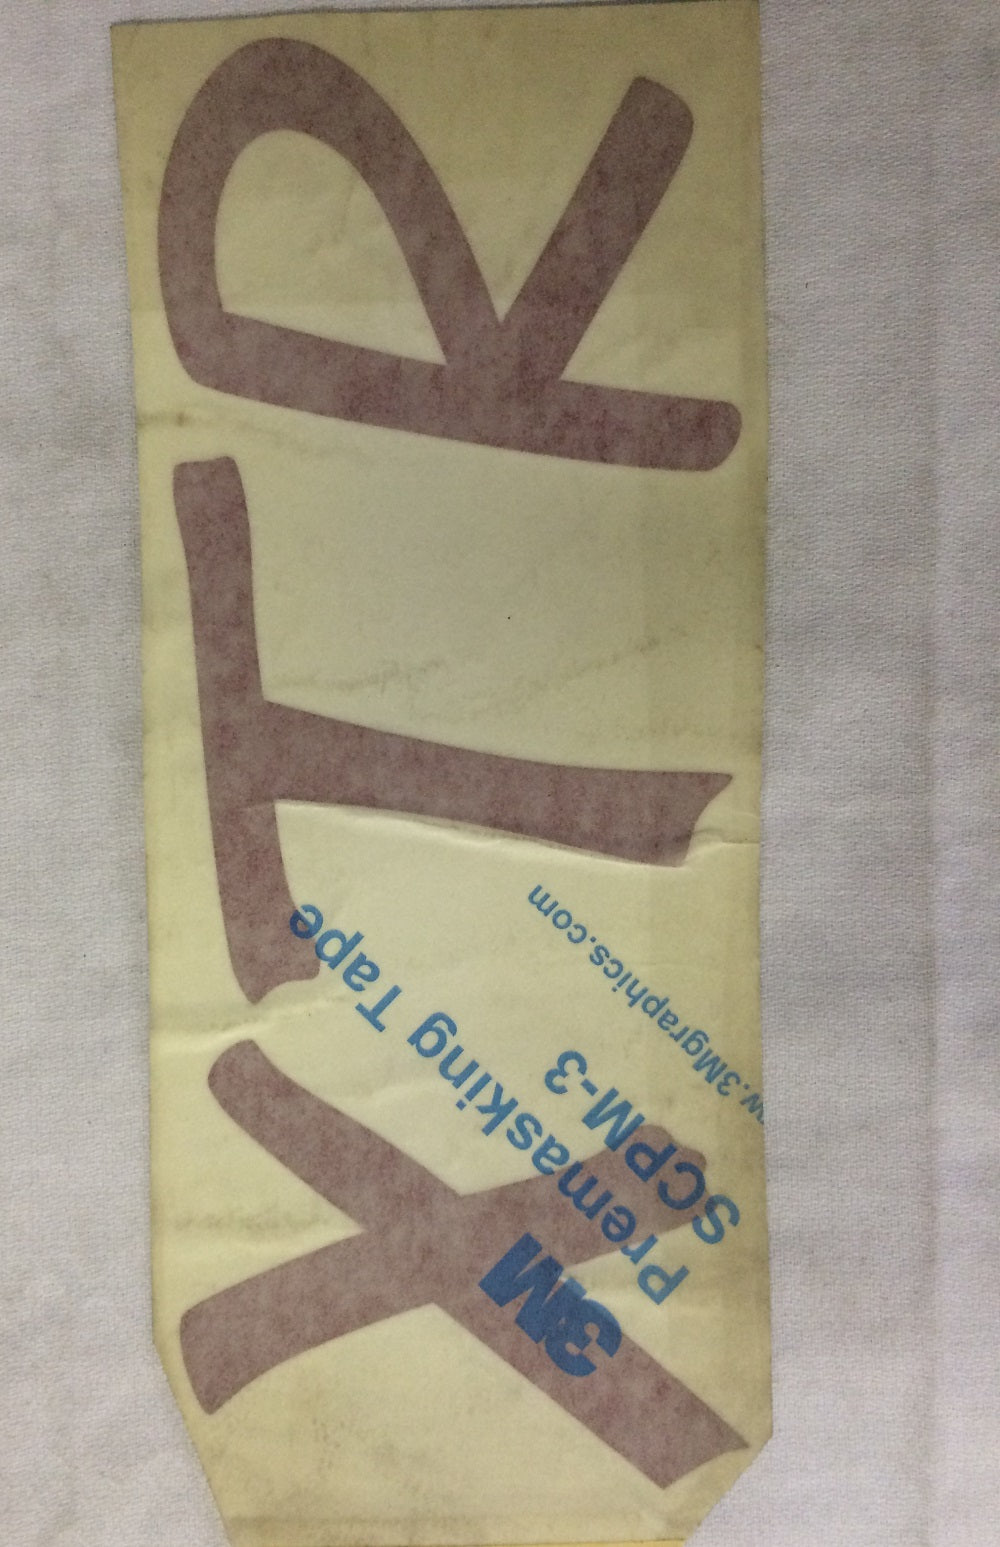 XTR
3M
Premasking Tape
SCPM-3
w.3Mgraphics.com